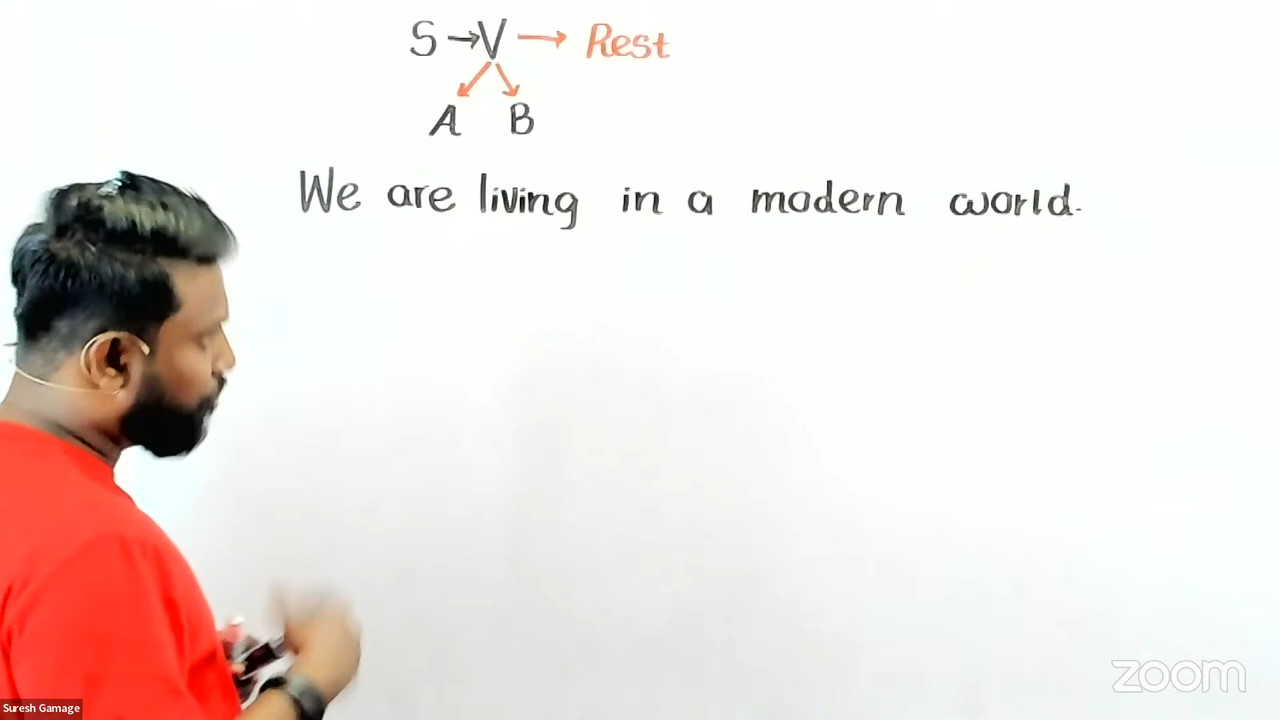 S → V → Rest
A B
We are living in a modern world.
zoom
Suresh Gamage